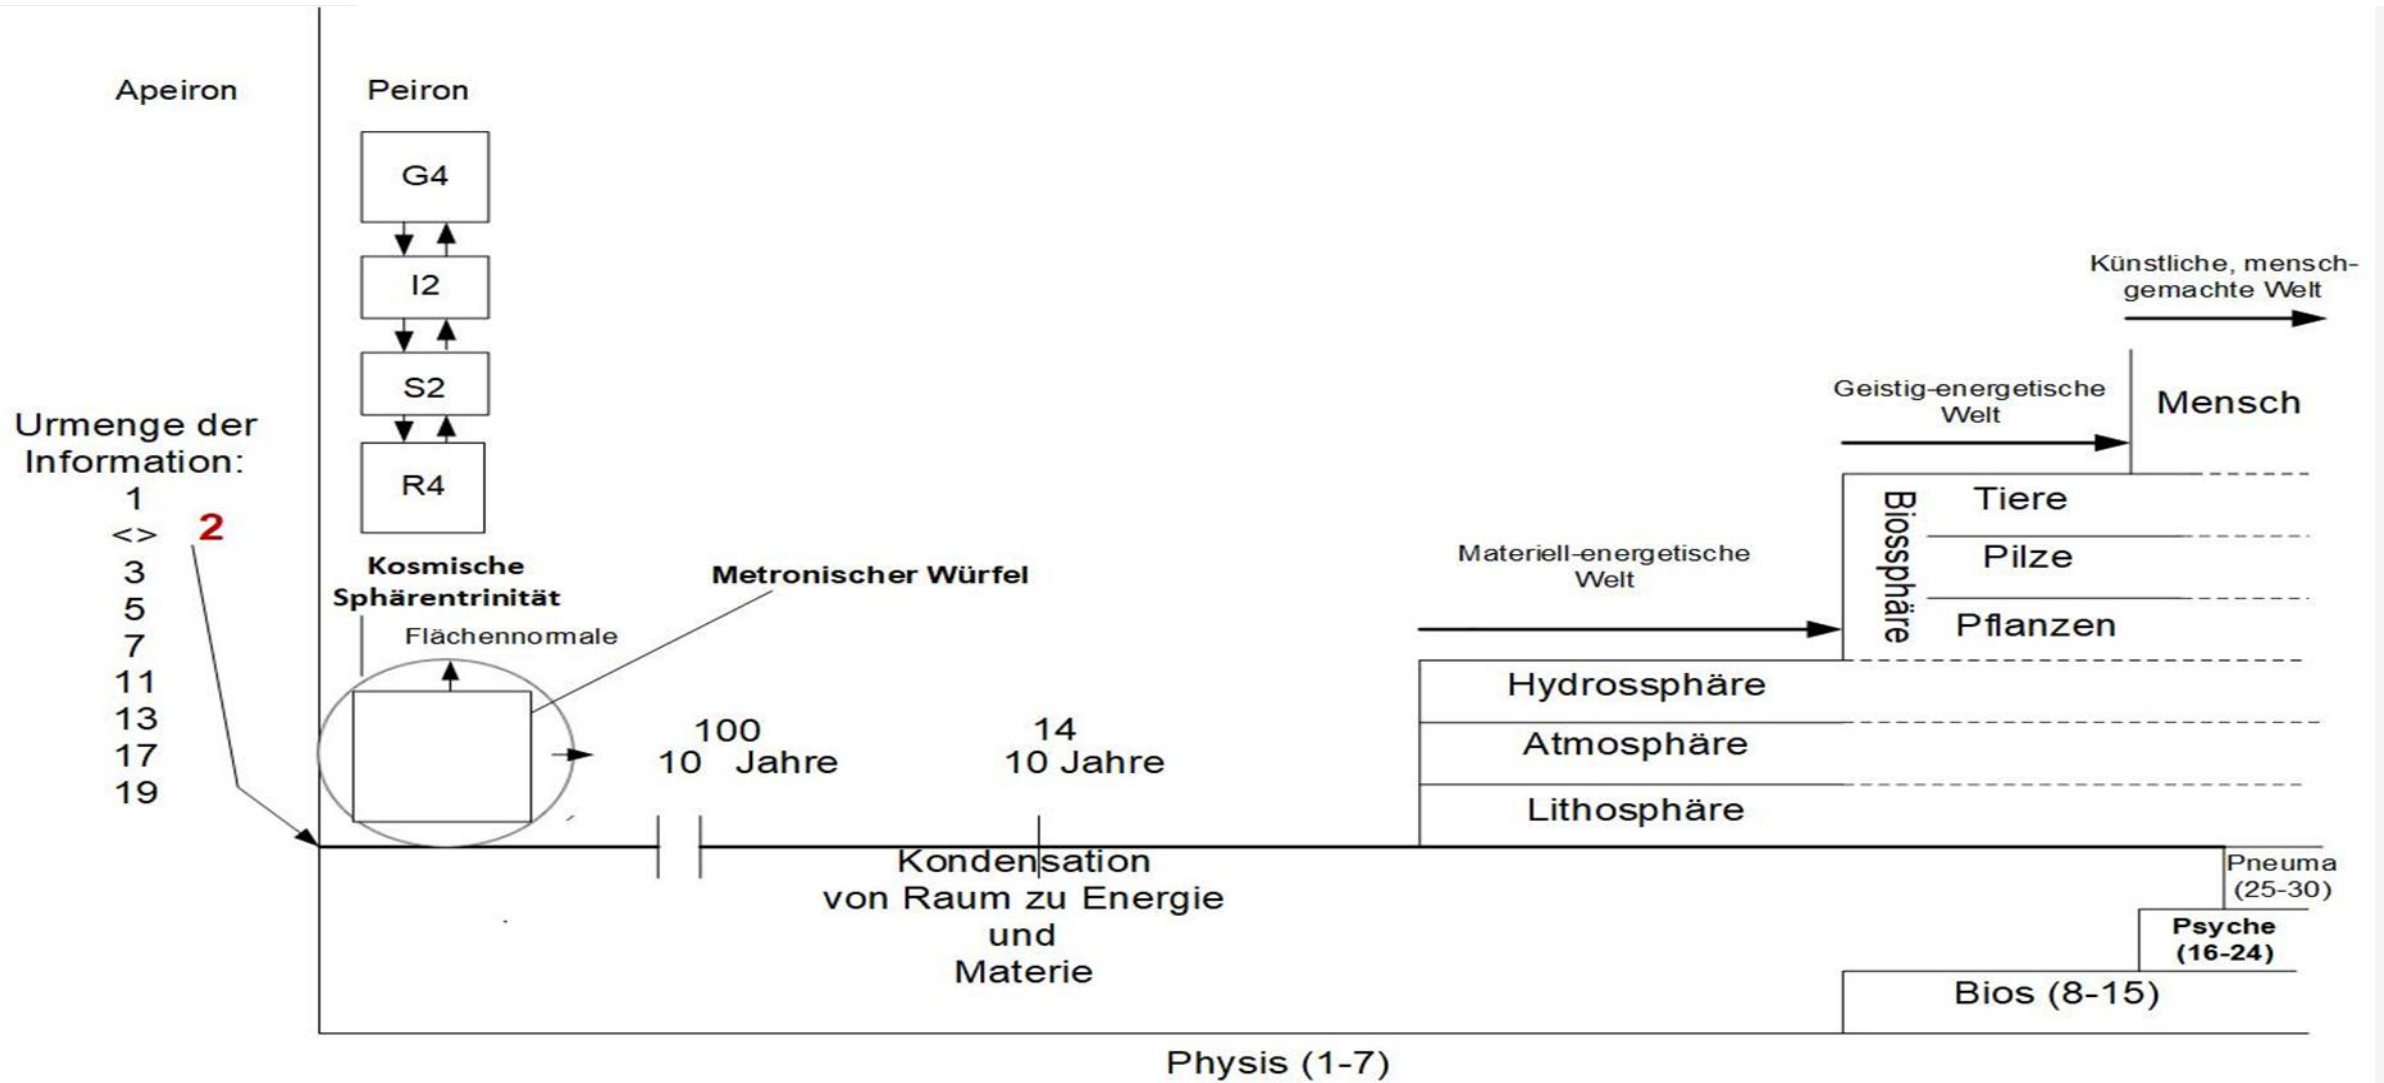 Apeiron
Peiron
G4
I2
S2
R4
Urmenge der
Information:
1
<>
2
3
5
7
11
13
17
19
Kosmische
Sphärentrinität
Flächennormale
Metronischer Würfel
100
10 Jahre
14
10 Jahre
Kondensation
von Raum zu Energie
und
Materie
Materiell-energetische
Welt
Geistig-energetische
Welt
Künstliche, mensch-
gemachte Welt
Mensch
Biossphäre
Tiere
Pilze
Pflanzen
Hydrossphäre
Atmosphäre
Lithosphäre
Pneuma
(25-30)
Psyche
(16-24)
Bios (8-15)
Physis (1-7)